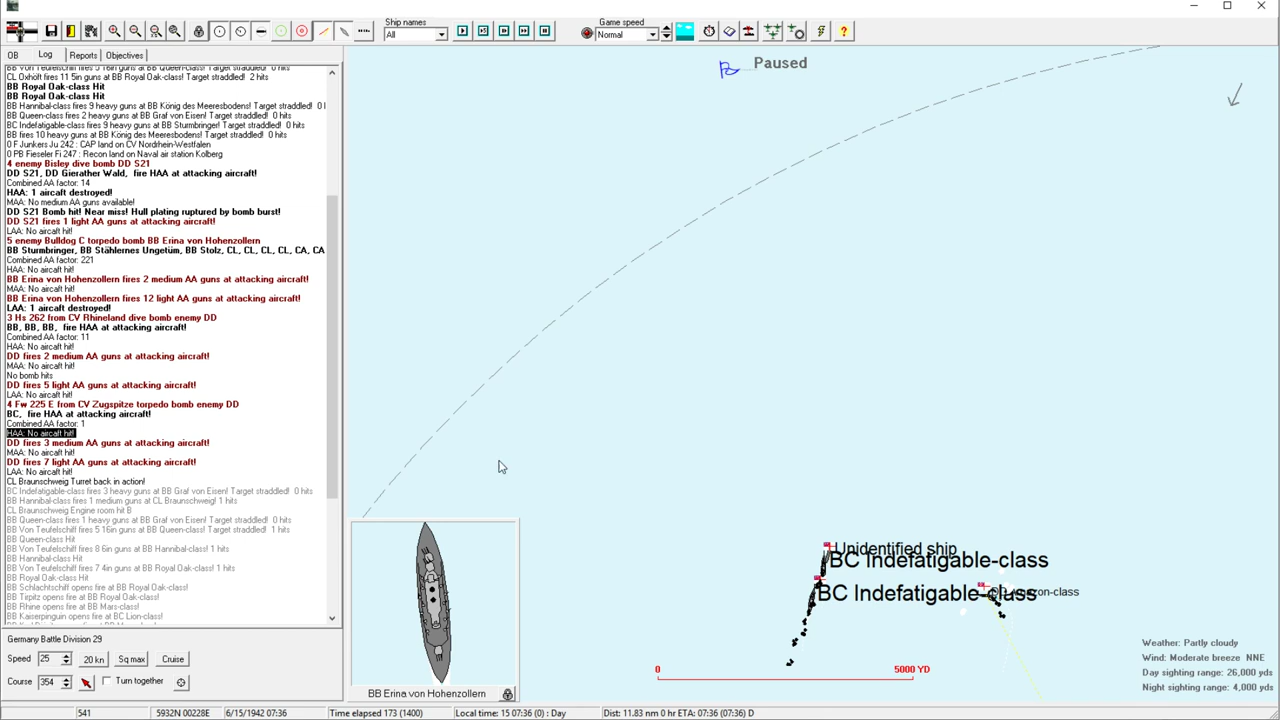 Ship names
All
Game speed
Normal
OB Log Reports Objectives
CL Oxhöft fires 11 5in guns at BB Royal Oak-class! Target straddled! 2 hits
BB Royal Oak-class Hit
BB Royal Oak-class Hit
BB Hannibal-class fires 9 heavy guns at BB König des Meeresbodens! Target straddled! 0 l
BB Queen-class fires 2 heavy guns at BB Graf von Eisen! Target straddled! 0 hits
BC Indefatigable-class fires 9 heavy guns at BB Sturmbringer! Target straddled! 0 hits
BB fires 10 heavy guns at BB König des Meeresbodens! Target straddled! 0 hits
0 F Junkers Ju 242 : CAP land on CV Nordrhein-Westfalen
0 PB Fieseler Fi 247 : Recon land on Naval air station Kolberg
4 enemy Bisley dive bomb DD S21
DD S21, DD Gierather Wald, fire HAA at attacking aircraft!
Combined AA factor: 14
HAA: 1 aircaft destroyed!
MAA: No medium AA guns available!
DD S21 Bomb hit! Near miss! Hull plating ruptured by bomb burst!
DD S21 fires 1 light AA guns at attacking aircraft!
LAA: No aircaft hit!
5 enemy Bulldog C torpedo bomb BB Erina von Hohenzollern
BB Sturmbringer, BB Stählernes Ungetüm, BB Stolz, CL, CL, CL, CL, CA, CA
Combined AA factor: 221
HAA: No aircaft hit!
BB Erina von Hohenzollern fires 2 medium AA guns at attacking aircraft!
MAA: No aircaft hit!
BB Erina von Hohenzollern fires 12 light AA guns at attacking aircraft!
LAA: 1 aircaft destroyed!
3 Hs 262 from CV Rhineland dive bomb enemy DD
BB, BB, BB, fire HAA at attacking aircraft!
Combined AA factor: 11
HAA: No aircaft hit!
DD fires 2 medium AA guns at attacking aircraft!
MAA: No aircaft hit!
No bomb hits
DD fires 5 light AA guns at attacking aircraft!
LAA: No aircaft hit!
4 Fw 225 E from CV Zugspitze torpedo bomb enemy DD
BC, fire HAA at attacking aircraft!
Combined AA factor: 1
HAA: No aircaft hit!
DD fires 3 medium AA guns at attacking aircraft!
MAA: No aircaft hit!
DD fires 7 light AA guns at attacking aircraft!
LAA: No aircaft hit!
CL Braunschweig Turret back in action!
BC Indefatigable-class fires 3 heavy guns at BB Graf von Eisen! Target straddled! 0 hits
BB Hannibal-class fires 1 medium guns at CL Braunschweig! 1 hits
CL Braunschweig Engine room hit B
BB Queen-class fires 1 heavy guns at BB Graf von Eisen! Target straddled! 0 hits
BB Von Teufelschiff fires 5 16in guns at BB Queen-class! Target straddled! 1 hits
BB Queen-class Hit
BB Von Teufelschiff fires 8 6in guns at BB Hannibal-class! 1 hits
BB Hannibal-class Hit
BB Von Teufelschiff fires 7 4in guns at BB Royal Oak-class! 1 hits
BB Royal Oak-class Hit
BB Schlachtschiff opens fire at BB Royal Oak-class!
BB Tirpitz opens fire at BB Royal Oak-class!
BB Rhine opens fire at BB Mars-class!
BB Kaiserpinguin opens fire at BC Lion-class!
Germany Battle Division 29
Speed 25 20 kn Sq max Cruise
Course 354 Turn together
Paused
BB Erina von Hohenzollern
Unidentified ship
BC Indefatigable-class
BC Indefatigable-class
0 5000 YD
Weather: Partly cloudy
Wind: Moderate breeze NNE
Day sighting range: 26,000 yds
Night sighting range: 4,000 yds
541 5932N 00228E 6/15/1942 07:36 Time elapsed 173 (1400) Local time: 15 07:36 (0) : Day Dist: 11.83 nm 0 hr ETA: 07:36 (07:36) D